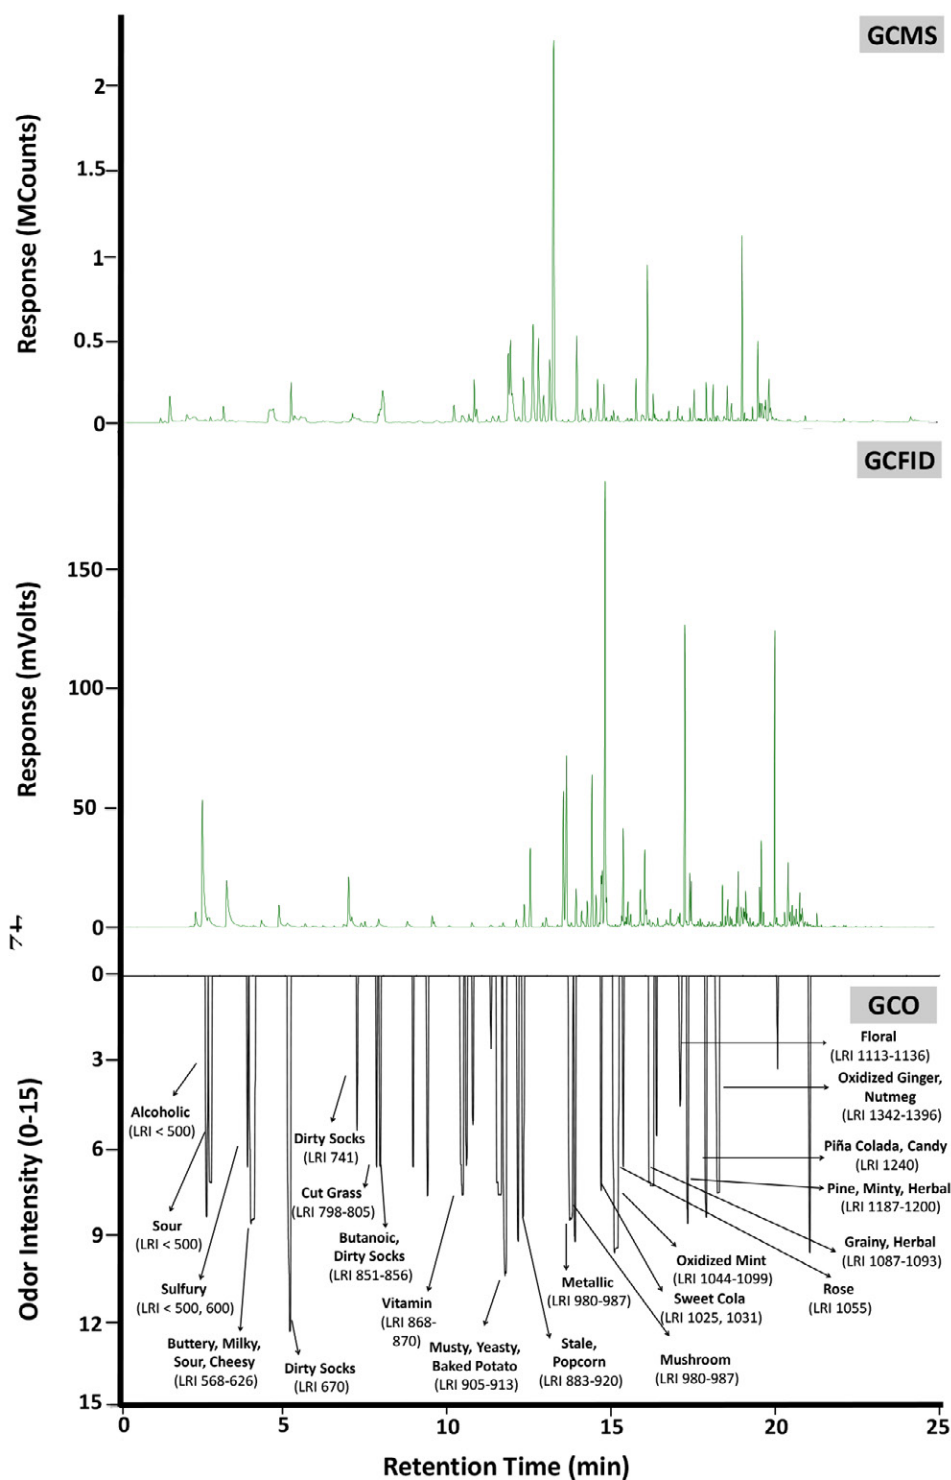 GCMS
Response (MCounts)
2
1.5
1
0.5
0
GCFID
Response (mVolts)
150
100
50
0
GCO
Odor Intensity (0-15)
0
3
6
9
12
15
Alcoholic
(LRI < 500)
Sour
(LRI < 500)
Sulfury
(LRI < 500, 600)
Buttery, Milky,
Sour, Cheesy
(LRI 568-626)
Dirty Socks
(LRI 670)
Dirty Socks
(LRI 741)
Cut Grass
(LRI 798-805)
Butanoic,
Dirty Socks
(LRI 851-856)
Vitamin
(LRI 868-
870)
Musty, Yeasty,
Baked Potato
(LRI 905-913)
Stale,
Popcorn
(LRI 883-920)
Metallic
(LRI 980-987)
Mushroom
(LRI 980-987)
Sweet Cola
(LRI 1025, 1031)
Oxidized Mint
(LRI 1044-1099)
Rose
(LRI 1055)
Grainy, Herbal
(LRI 1087-1093)
Pine, Minty, Herbal
(LRI 1187-1200)
Piña Colada, Candy
(LRI 1240)
Oxidized Ginger,
Nutmeg
(LRI 1342-1396)
Floral
(LRI 1113-1136)
0
5
10
15
20
25
Retention Time (min)